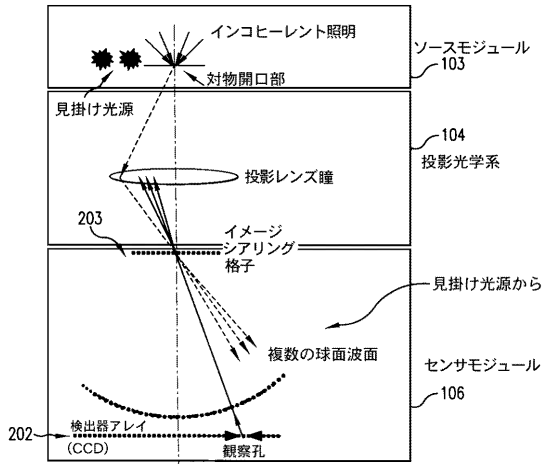 インコヒーレント照明
ソースモジュール
103
対物開口部
見掛け光源
104
投影光学系
投影レンズ瞳
203
イメージ
シアリング
格子
見掛け光源から
複数の球面波面
センサモジュール
106
202
検出器アレイ
(CCD)
観察孔